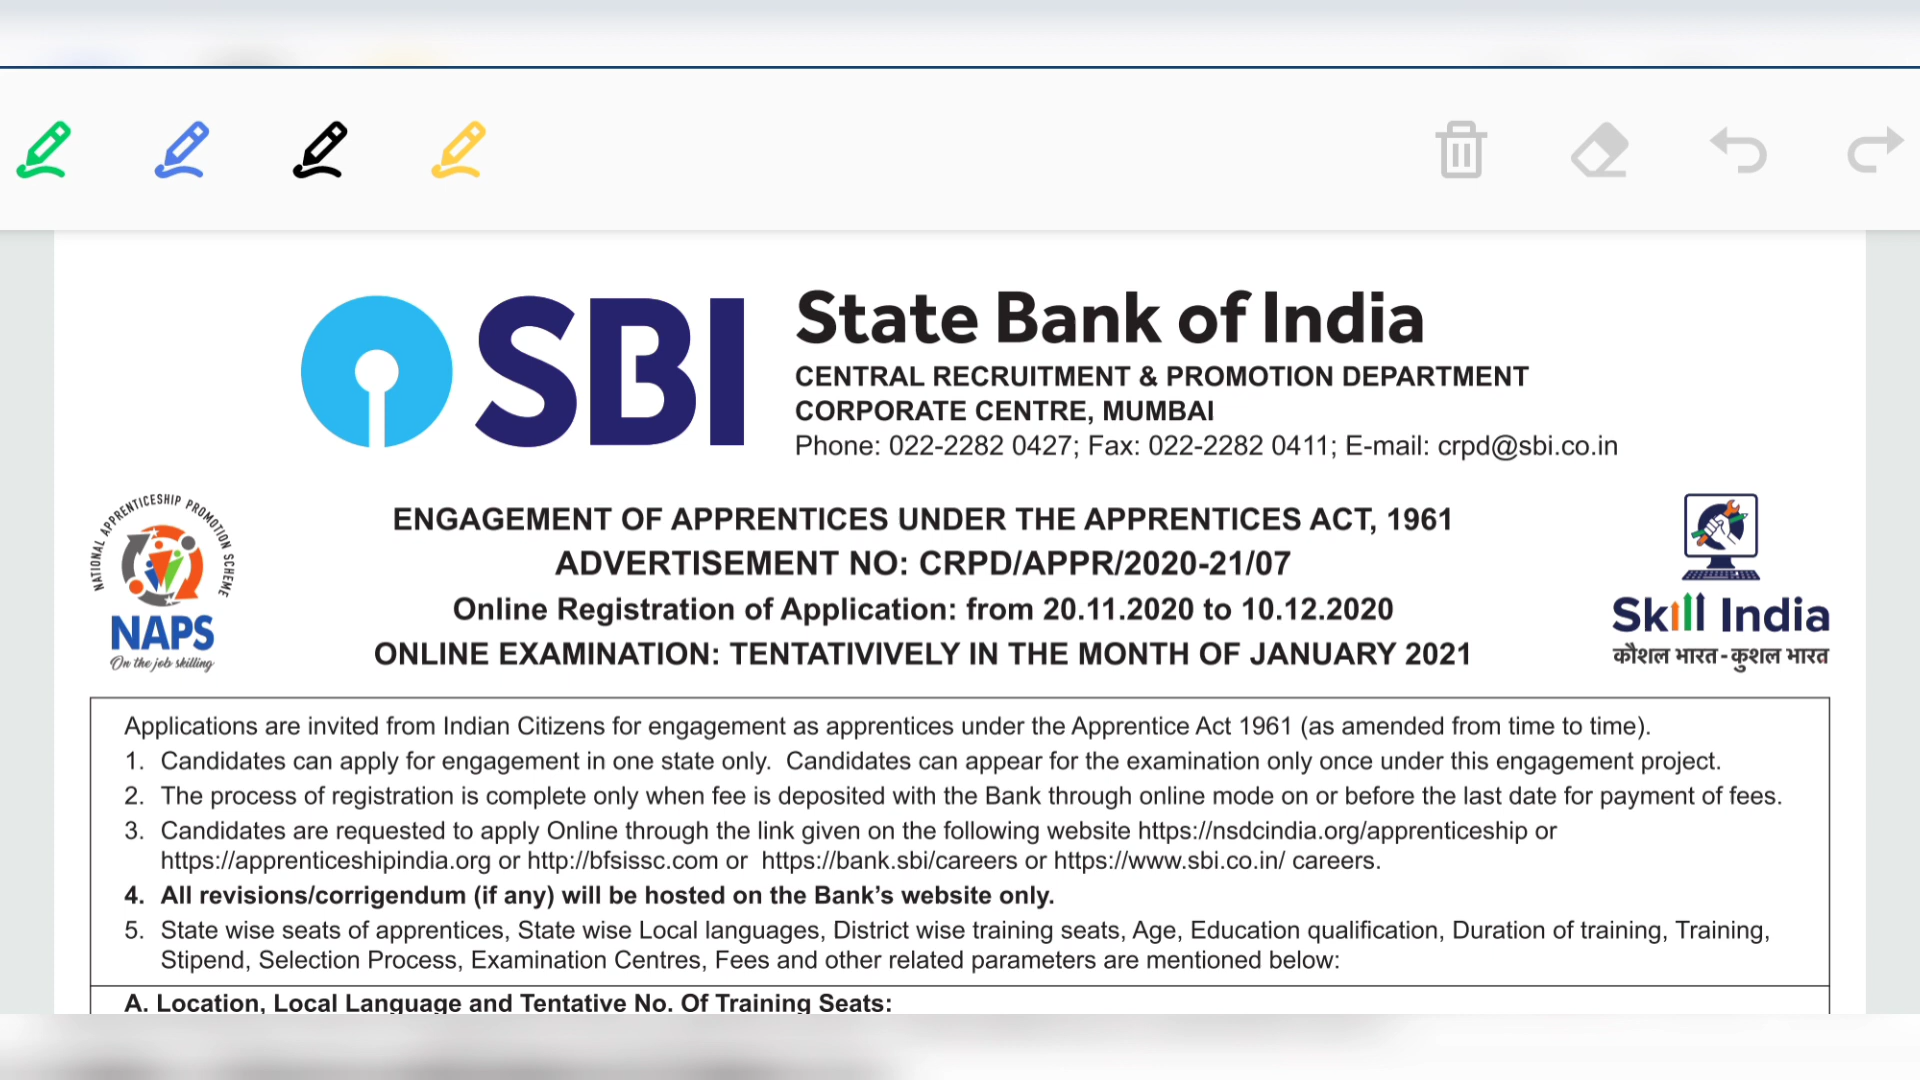 SBI
State Bank of India
CENTRAL RECRUITMENT & PROMOTION DEPARTMENT
CORPORATE CENTRE, MUMBAI
Phone: 022-2282 0427; Fax: 022-2282 0411; E-mail: crpd@sbi.co.in
NATIONAL APPRENTICESHIP PROMOTION SCHEME
NAPS
On the job skilling
ENGAGEMENT OF APPRENTICES UNDER THE APPRENTICES ACT, 1961
ADVERTISEMENT NO: CRPD/APPR/2020-21/07
Online Registration of Application: from 20.11.2020 to 10.12.2020
ONLINE EXAMINATION: TENTATIVIVELY IN THE MONTH OF JANUARY 2021
Skill India
कौशल भारत - कुशल भारत
Applications are invited from Indian Citizens for engagement as apprentices under the Apprentice Act 1961 (as amended from time to time).
1. Candidates can apply for engagement in one state only. Candidates can appear for the examination only once under this engagement project.
2. The process of registration is complete only when fee is deposited with the Bank through online mode on or before the last date for payment of fees.
3. Candidates are requested to apply Online through the link given on the following website https://nsdcindia.org/apprenticeship or
https://apprenticeshipindia.org or http://bfsissc.com or https://bank.sbi/careers or https://www.sbi.co.in/ careers.
4. All revisions/corrigendum (if any) will be hosted on the Bank’s website only.
5. State wise seats of apprentices, State wise Local languages, District wise training seats, Age, Education qualification, Duration of training, Training,
Stipend, Selection Process, Examination Centres, Fees and other related parameters are mentioned below:
A. Location, Local Language and Tentative No. Of Training Seats: